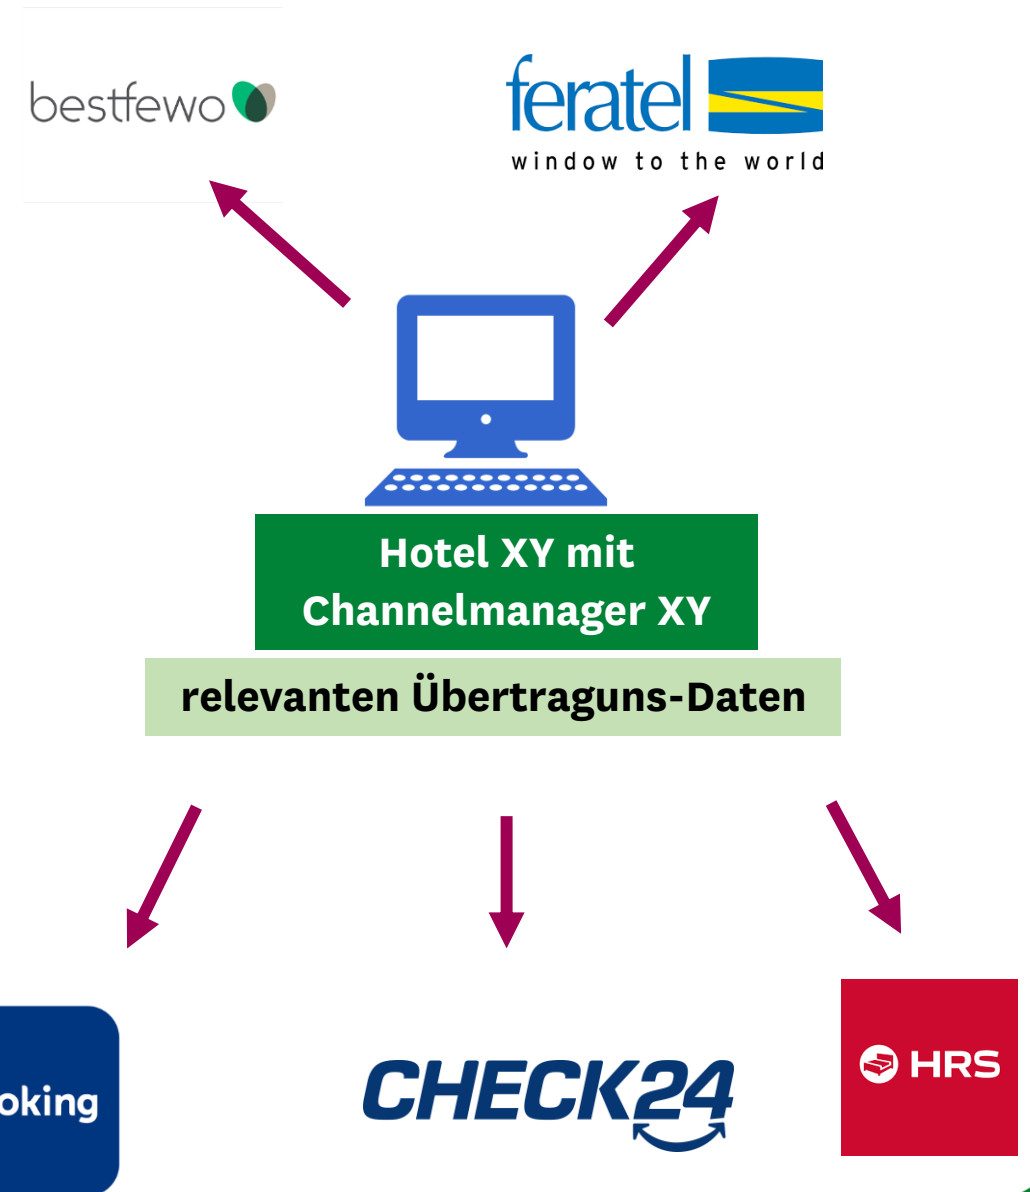 bestfewo
feratel
window to the world
Hotel XY mit
Channelmanager XY
relevanten Übertraguns-Daten
oking
CHECK24
HRS